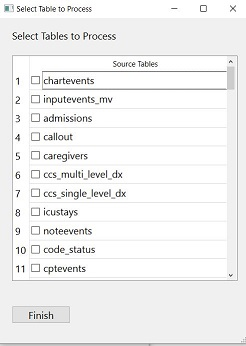 Select Table to Process
Select Tables to Process
Source Tables
1 chartevents
2 inputevents_mv
3 admissions
4 callout
5 caregivers
6 ccs_multi_level_dx
7 ccs_single_level_dx
8 icustays
9 noteevents
10 code_status
11 cptevents
Finish